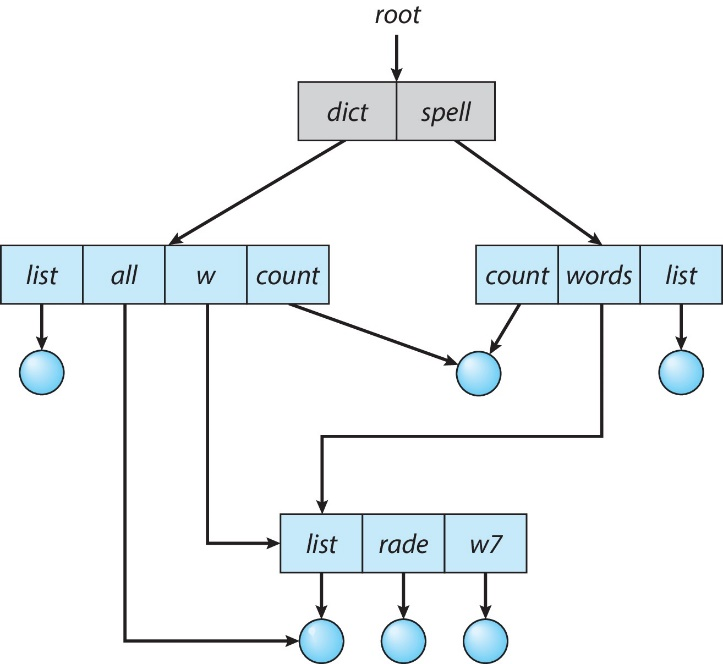 root
dict spell
list all w count
count words list
list rade w7